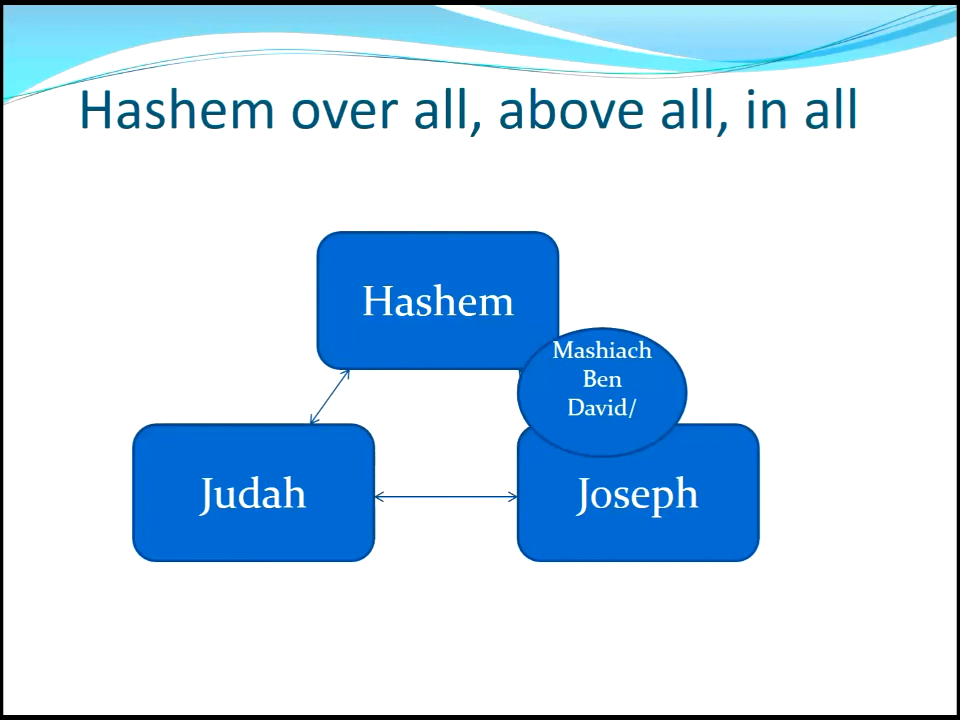 Hashem over all, above all, in all
Hashem
Mashiach
Ben
David/
Judah
Joseph